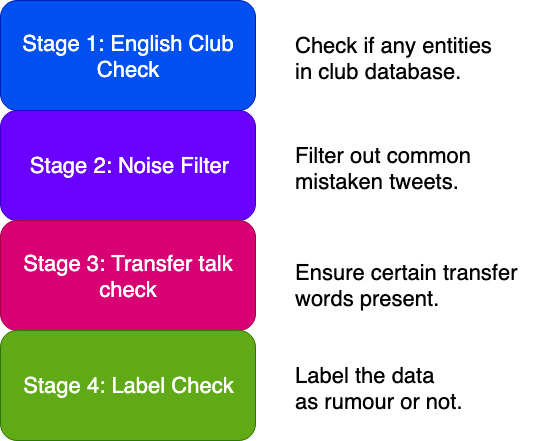 Stage 1: English Club
Check
Check if any entities
in club database.
Stage 2: Noise Filter
Filter out common
mistaken tweets.
Stage 3: Transfer talk
check
Ensure certain transfer
words present.
Stage 4: Label Check
Label the data
as rumour or not.